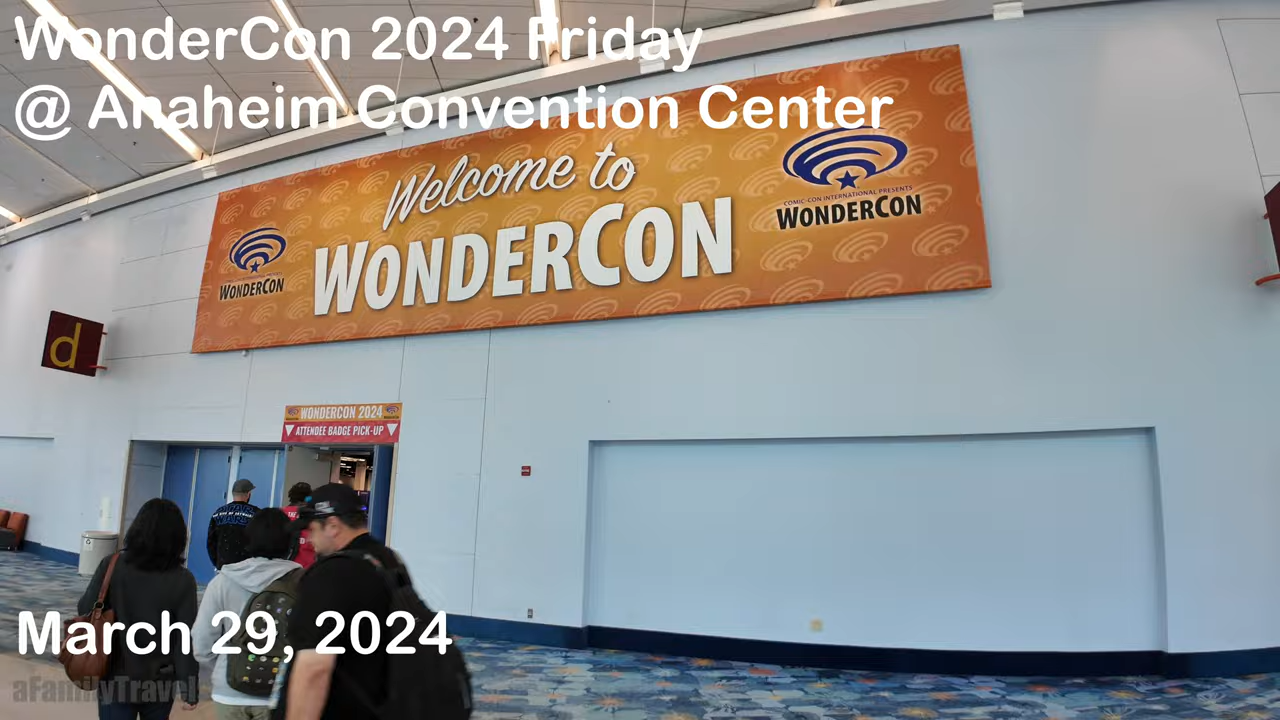 WonderCon 2024 Friday
@ Anaheim Convention Center
Welcome to
WONDERCON
COMIC-CON INTERNATIONAL PRESENTS
WONDERCON
WONDERCON
d
WONDERCON 2024
ATTENDEE BADGE PICK-UP
WARS
March 29, 2024
aFamilyTravel